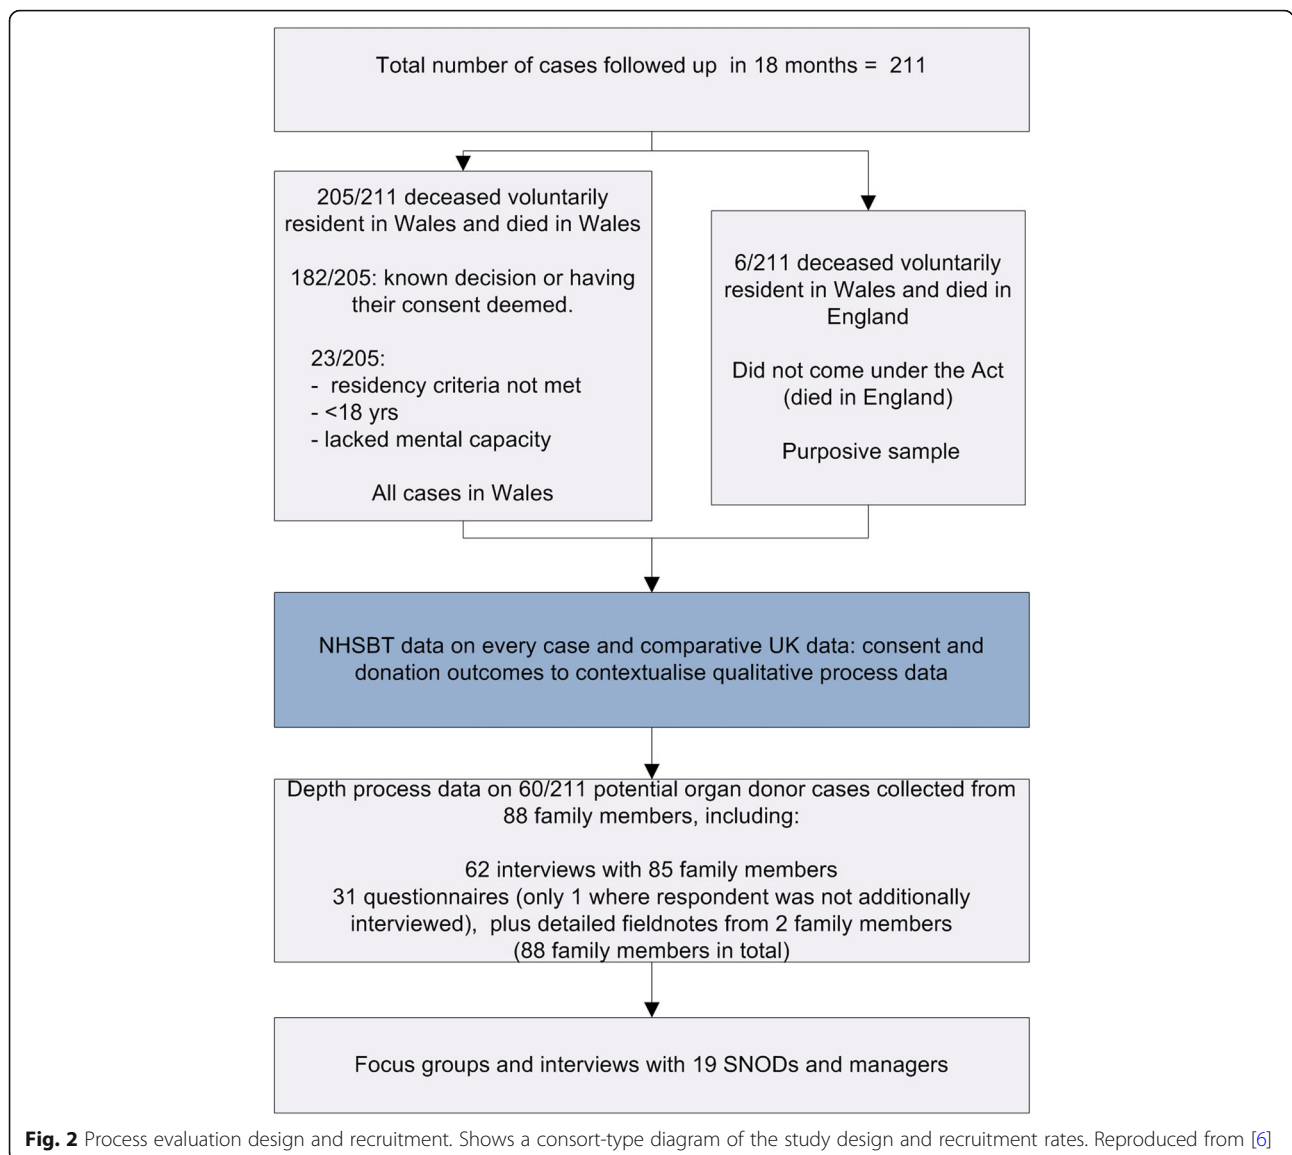 Total number of cases followed up in 18 months = 211
205/211 deceased voluntarily
resident in Wales and died in Wales
182/205: known decision or having
their consent deemed.
23/205:
- residency criteria not met
- <18 yrs
- lacked mental capacity
All cases in Wales
6/211 deceased voluntarily
resident in Wales and died in
England
Did not come under the Act
(died in England)
Purposive sample
NHSBT data on every case and comparative UK data: consent and
donation outcomes to contextualise qualitative process data
Depth process data on 60/211 potential organ donor cases collected from
88 family members, including:
62 interviews with 85 family members
31 questionnaires (only 1 where respondent was not additionally
interviewed), plus detailed fieldnotes from 2 family members
(88 family members in total)
Focus groups and interviews with 19 SNODs and managers
Fig. 2 Process evaluation design and recruitment. Shows a consort-type diagram of the study design and recruitment rates. Reproduced from [6]